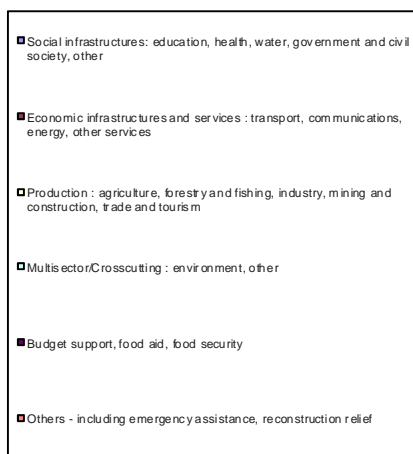 Social infrastructures: education, health, water, government and civil
society, other
Economic infrastructures and services : transport, communications,
energy, other services
Production : agriculture, forestry and fishing, industry, mining and
construction, trade and tourism
Multisector/Crosscutting : environment, other
Budget support, food aid, food security
Others - including emergency assistance, reconstruction relief